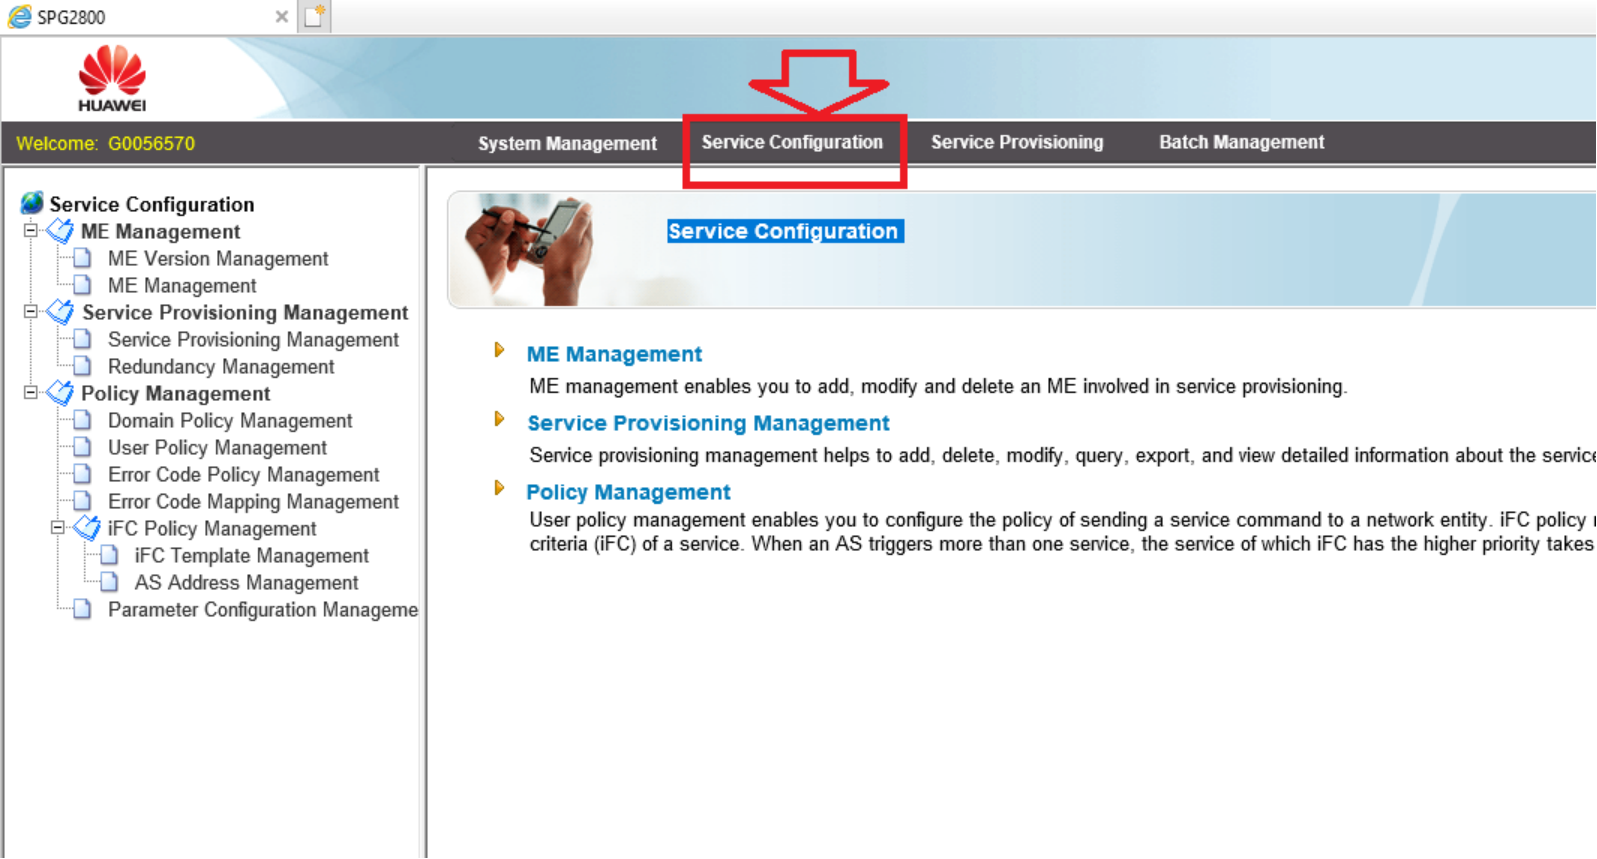 SPG2800
HUAWEI
Welcome: G0056570
System Management
Service Configuration
Service Provisioning
Batch Management
Service Configuration
ME Management
ME Version Management
ME Management
Service Provisioning Management
Service Provisioning Management
Redundancy Management
Policy Management
Domain Policy Management
User Policy Management
Error Code Policy Management
Error Code Mapping Management
iFC Policy Management
iFC Template Management
AS Address Management
Parameter Configuration Manageme
Service Configuration
ME Management
ME management enables you to add, modify and delete an ME involved in service provisioning.
Service Provisioning Management
Service provisioning management helps to add, delete, modify, query, export, and view detailed information about the service
Policy Management
User policy management enables you to configure the policy of sending a service command to a network entity. iFC policy
criteria (iFC) of a service. When an AS triggers more than one service, the service of which iFC has the higher priority takes